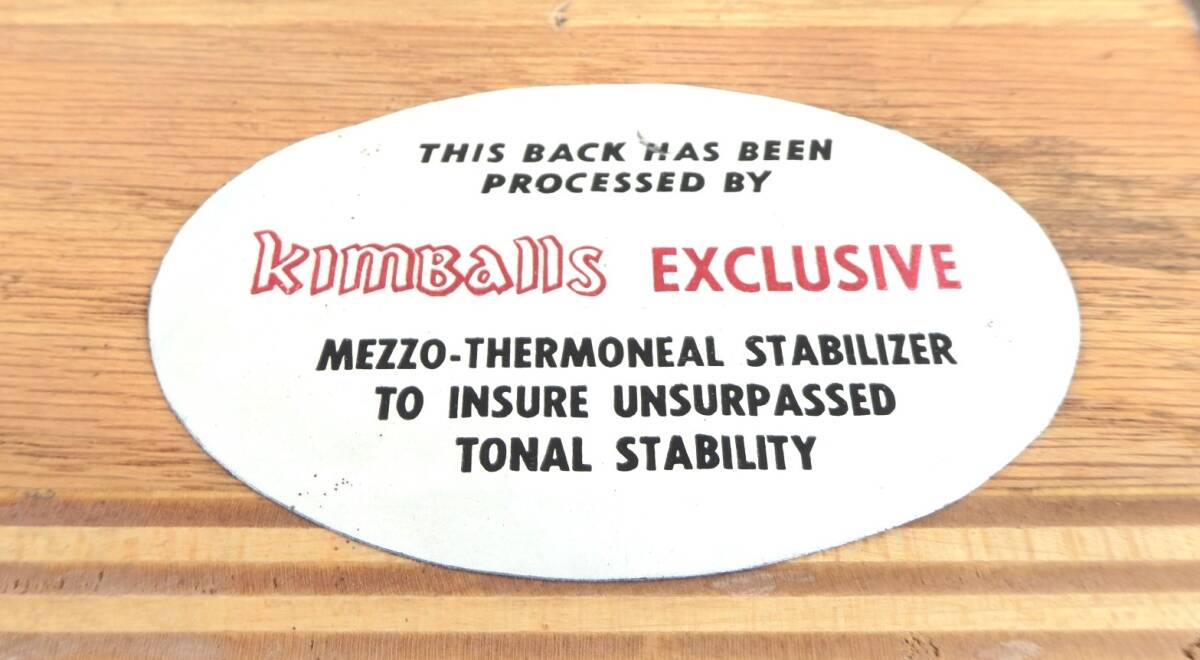 THIS BACK HAS BEEN
PROCESSED BY
kimballs EXCLUSIVE
MEZZO-THERMONEAL STABILIZER
TO INSURE UNSURPASSED
TONAL STABILITY